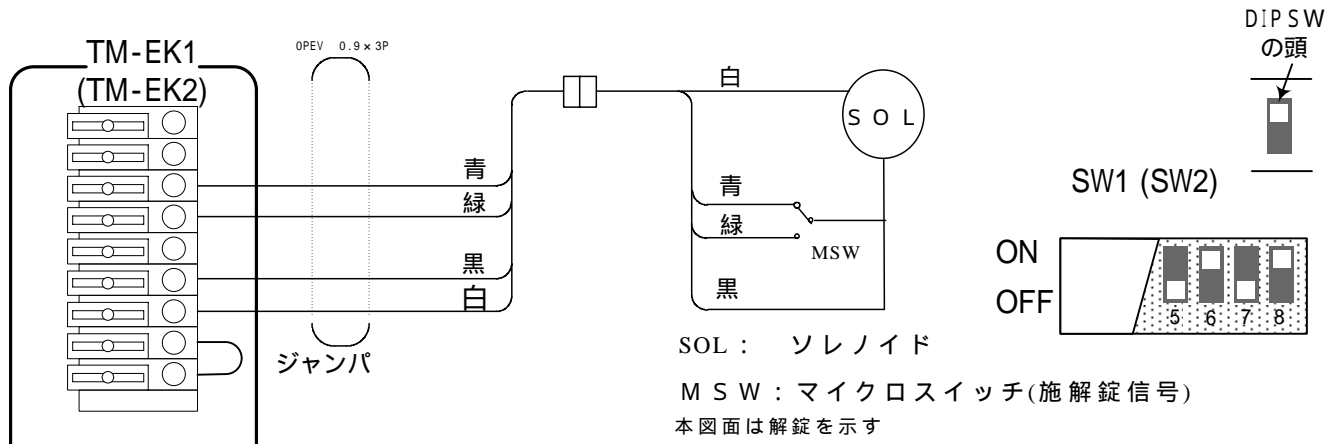 DIPSW
の頭
TM-EK1
(TM-EK2)
OPEV 0.9×3P
白
SOL
青
緑
青
緑
MSW
SW1 (SW2)
ON
OFF
5 6 7 8
黒
白
黒
ジャンパ
SOL： ソレノイド
MSW：マイクロスイッチ(施解錠信号)
本図面は解錠を示す